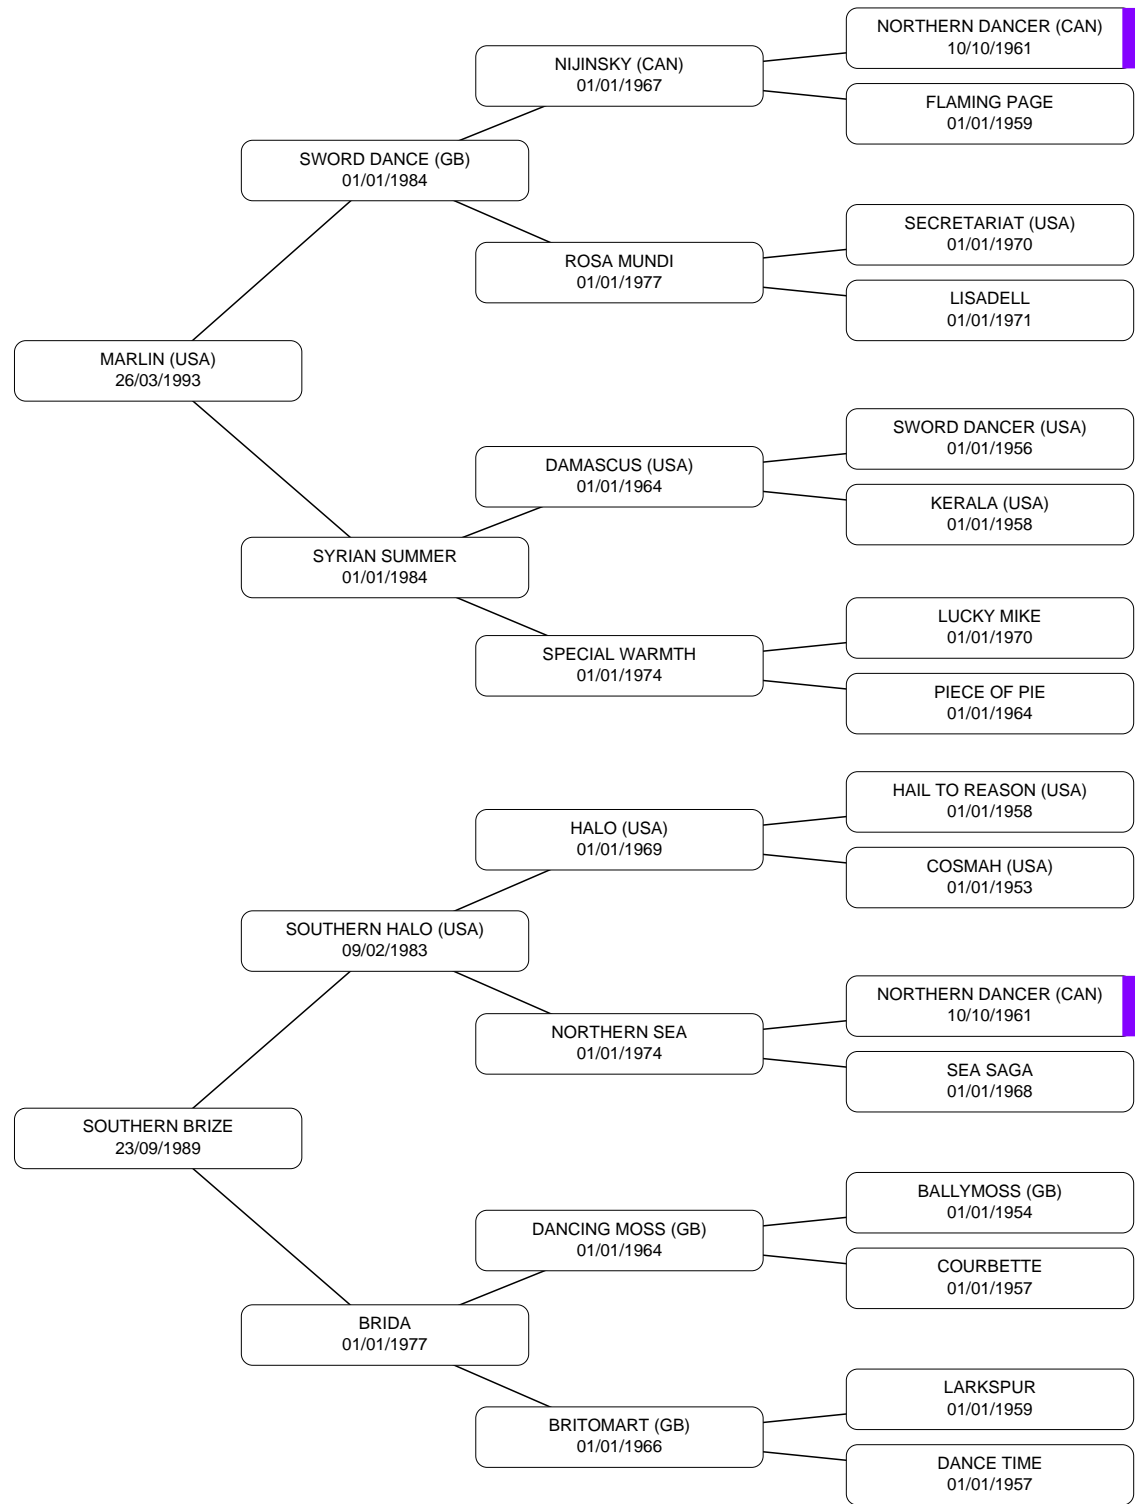 NORTHERN DANCER (CAN)
10/10/1961
NIJINSKY (CAN)
01/01/1967
FLAMING PAGE
01/01/1959
SWORD DANCE (GB)
01/01/1984
SECRETARIAT (USA)
01/01/1970
ROSA MUNDI
01/01/1977
LISADELL
01/01/1971
MARLIN (USA)
26/03/1993
SWORD DANCER (USA)
01/01/1956
DAMASCUS (USA)
01/01/1964
KERALA (USA)
01/01/1958
SYRIAN SUMMER
01/01/1984
LUCKY MIKE
01/01/1970
SPECIAL WARMTH
01/01/1974
PIECE OF PIE
01/01/1964
HAIL TO REASON (USA)
01/01/1958
HALO (USA)
01/01/1969
COSMAH (USA)
01/01/1953
SOUTHERN HALO (USA)
09/02/1983
NORTHERN DANCER (CAN)
10/10/1961
NORTHERN SEA
01/01/1974
SEA SAGA
01/01/1968
SOUTHERN BRIZE
23/09/1989
BALLYMOSS (GB)
01/01/1954
DANCING MOSS (GB)
01/01/1964
COURBETTE
01/01/1957
BRIDA
01/01/1977
LARKSPUR
01/01/1959
BRITOMART (GB)
01/01/1966
DANCE TIME
01/01/1957